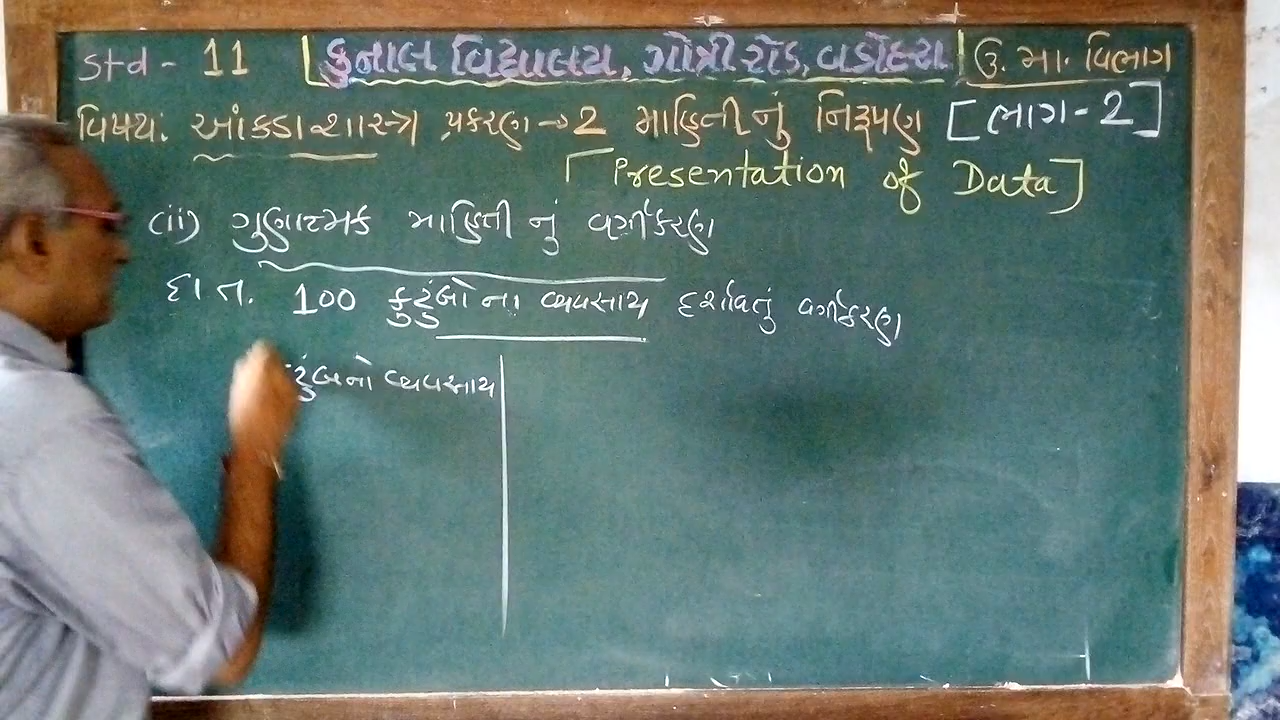 Std - 11 કુનાલ વિદ્યાલય, ગોત્રી રોડ, વડોદરા ઉ. મા. વિભાગ
વિષય: આંકડાશાસ્ત્ર પ્રકરણ → 2 માહિતીનું નિરૂપણ [ભાગ - 2]
[Presentation of Data]
(ii) ગુણાત્મક માહિતી નું વર્ગીકરણ
દા.ત. 100 કુટુંબોના વ્યવસાય દર્શાવતું વર્ગીકરણ
વ્યવસાય